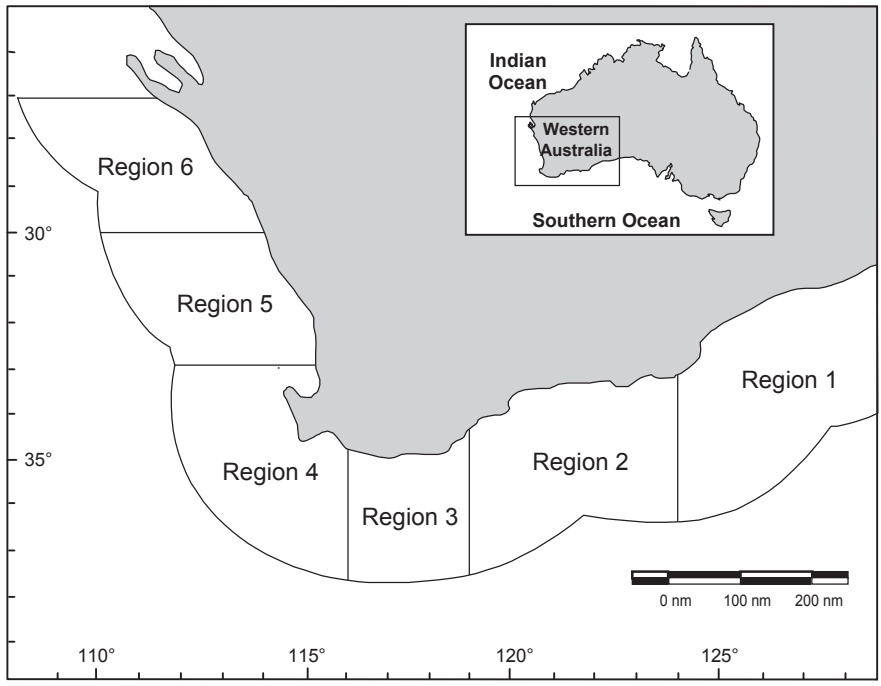 Indian
Ocean
Western
Australia
Southern Ocean
Region 6
30°
Region 5
Region 1
35°
Region 4
Region 2
Region 3
0 nm 100 nm 200 nm
110° 115° 120° 125°